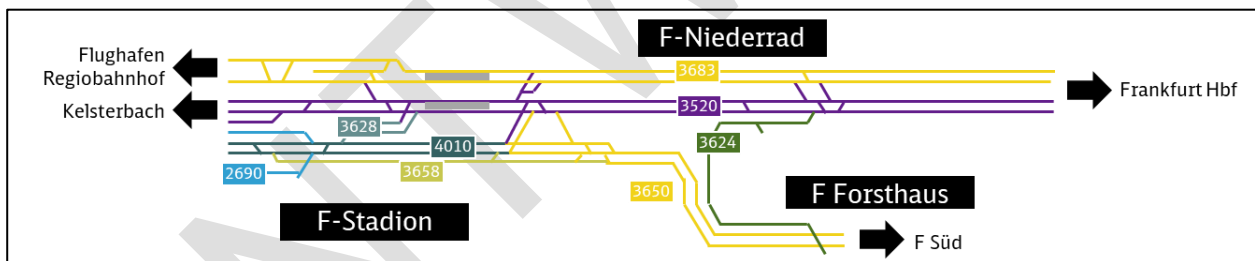 F-Niederrad
Flughafen
Regiobahnhof
Kelsterbach
3683
Frankfurt Hbf
3520
3628
3624
4010
2690
3658
3650
F-Stadion
F Forsthaus
F Süd